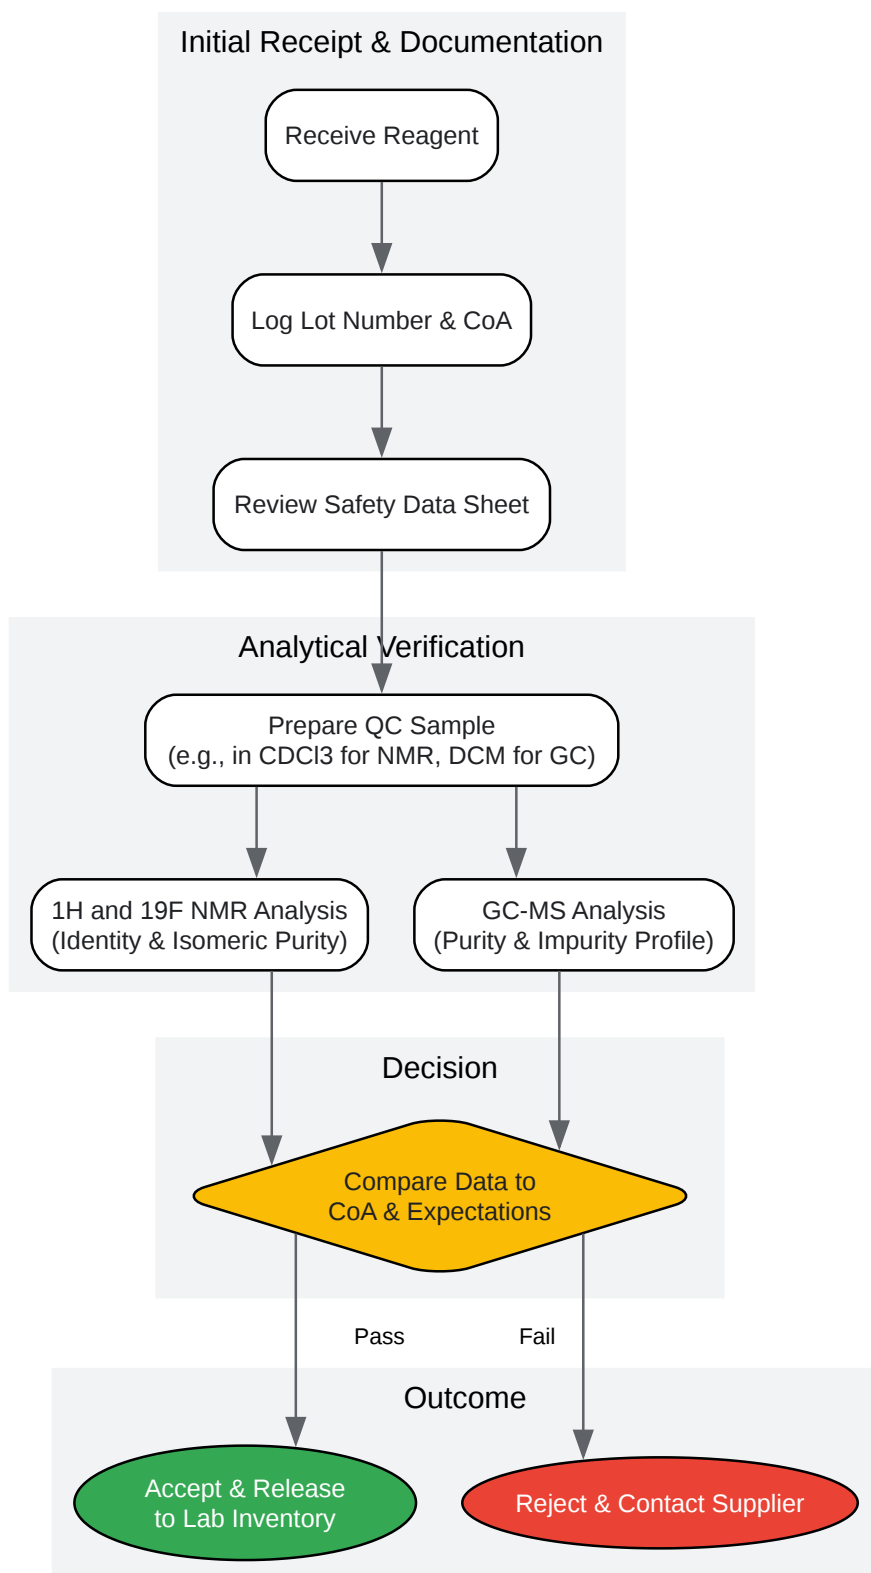 Initial Receipt & Documentation
Receive Reagent
Log Lot Number & CoA
Review Safety Data Sheet
Analytical Verification
Prepare QC Sample
(e.g., in CDCl3 for NMR, DCM for GC)
1H and 19F NMR Analysis
(Identity & Isomeric Purity)
GC-MS Analysis
(Purity & Impurity Profile)
Decision
Compare Data to
CoA & Expectations
Pass
Fail
Outcome
Accept & Release
to Lab Inventory
Reject & Contact Supplier